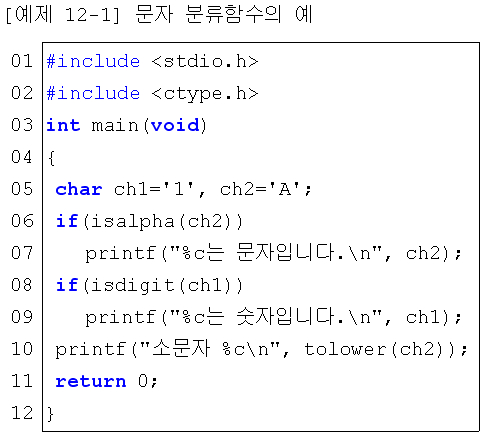 [예제 12-1] 문자 분류함수의 예
01 #include <stdio.h>
02 #include <ctype.h>
03 int main(void)
04 {
05 char ch1='1', ch2='A';
06 if(isalpha(ch2))
07 printf("%c는 문자입니다.\n", ch2);
08 if(isdigit(ch1))
09 printf("%c는 숫자입니다.\n", ch1);
10 printf("소문자 %c\n", tolower(ch2));
11 return 0;
12 }